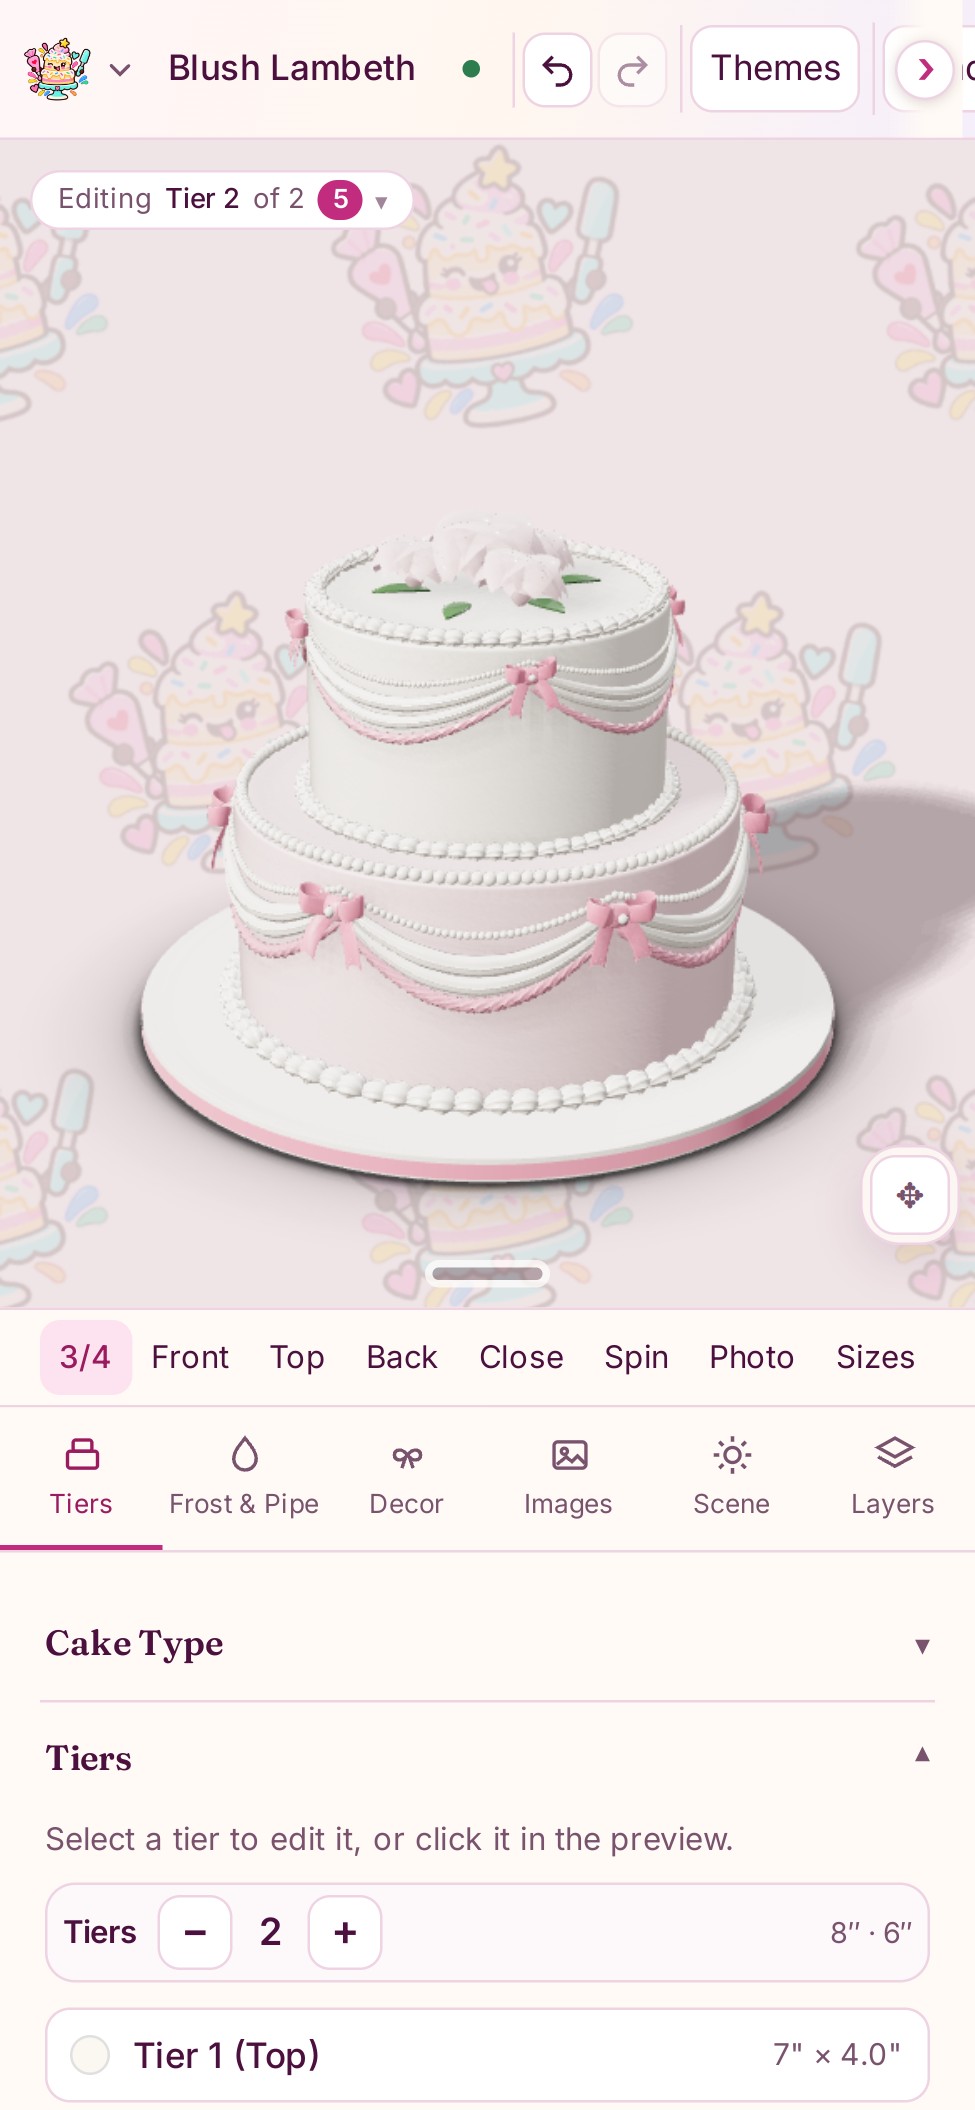 Blush Lambeth
Themes
Editing Tier 2 of 2 5
3/4 Front Top Back Close Spin Photo Sizes
Tiers Frost & Pipe Decor Images Scene Layers
Cake Type
Tiers
Select a tier to edit it, or click it in the preview.
Tiers − 2 + 8″ · 6″
Tier 1 (Top) 7" × 4.0"